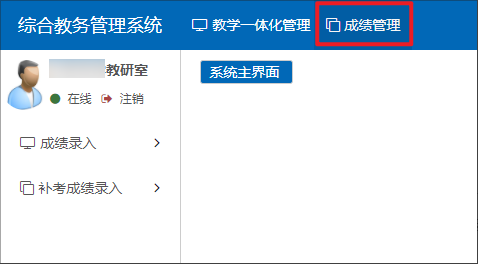 综合教务管理系统 教学一体化管理 成绩管理
教研室
在线 注销
系统主界面
成绩录入
补考成绩录入